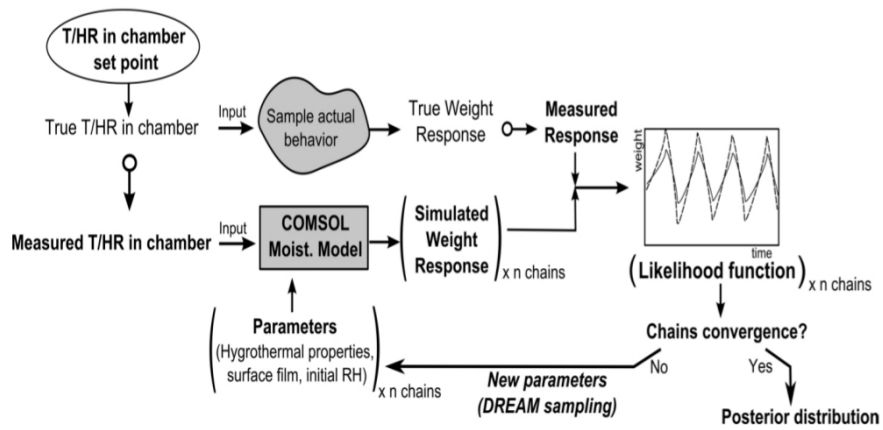 T/HR in chamber
set point
True T/HR in chamber
Input
Sample actual
behavior
True Weight
Response
Measured
Response
weight
time
Measured T/HR in chamber
Input
COMSOL
Moist. Model
Simulated
Weight
Response
x n chains
(Likelihood function)
x n chains
Parameters
(Hygrothermal properties,
surface film, initial RH)
x n chains
Chains convergence?
No
Yes
New parameters
(DREAM sampling)
Posterior distribution